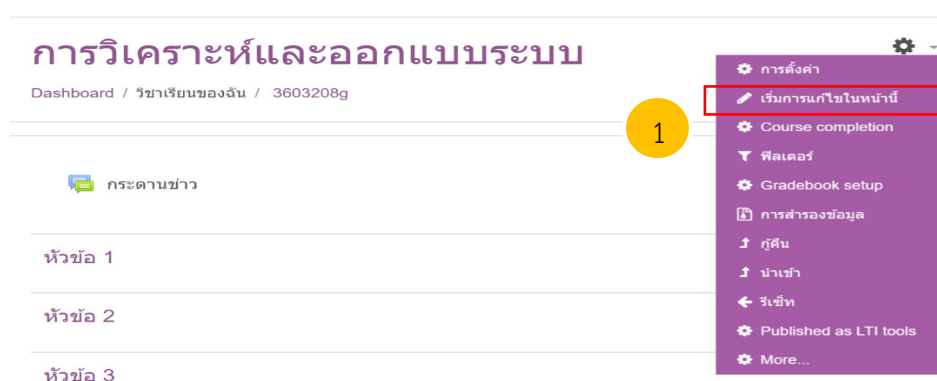 การวิเคราะห์และออกแบบระบบ
Dashboard / วิชาเรียนของฉัน / 3603208g
กระดานข่าว
หัวข้อ 1
หัวข้อ 2
หัวข้อ 3
1
การตั้งค่า
เริ่มการแก้ไขในหน้านี้
Course completion
ฟิลเตอร์
Gradebook setup
การสำรองข้อมูล
กู้คืน
นำเข้า
รีเซ็ท
Published as LTI tools
More...